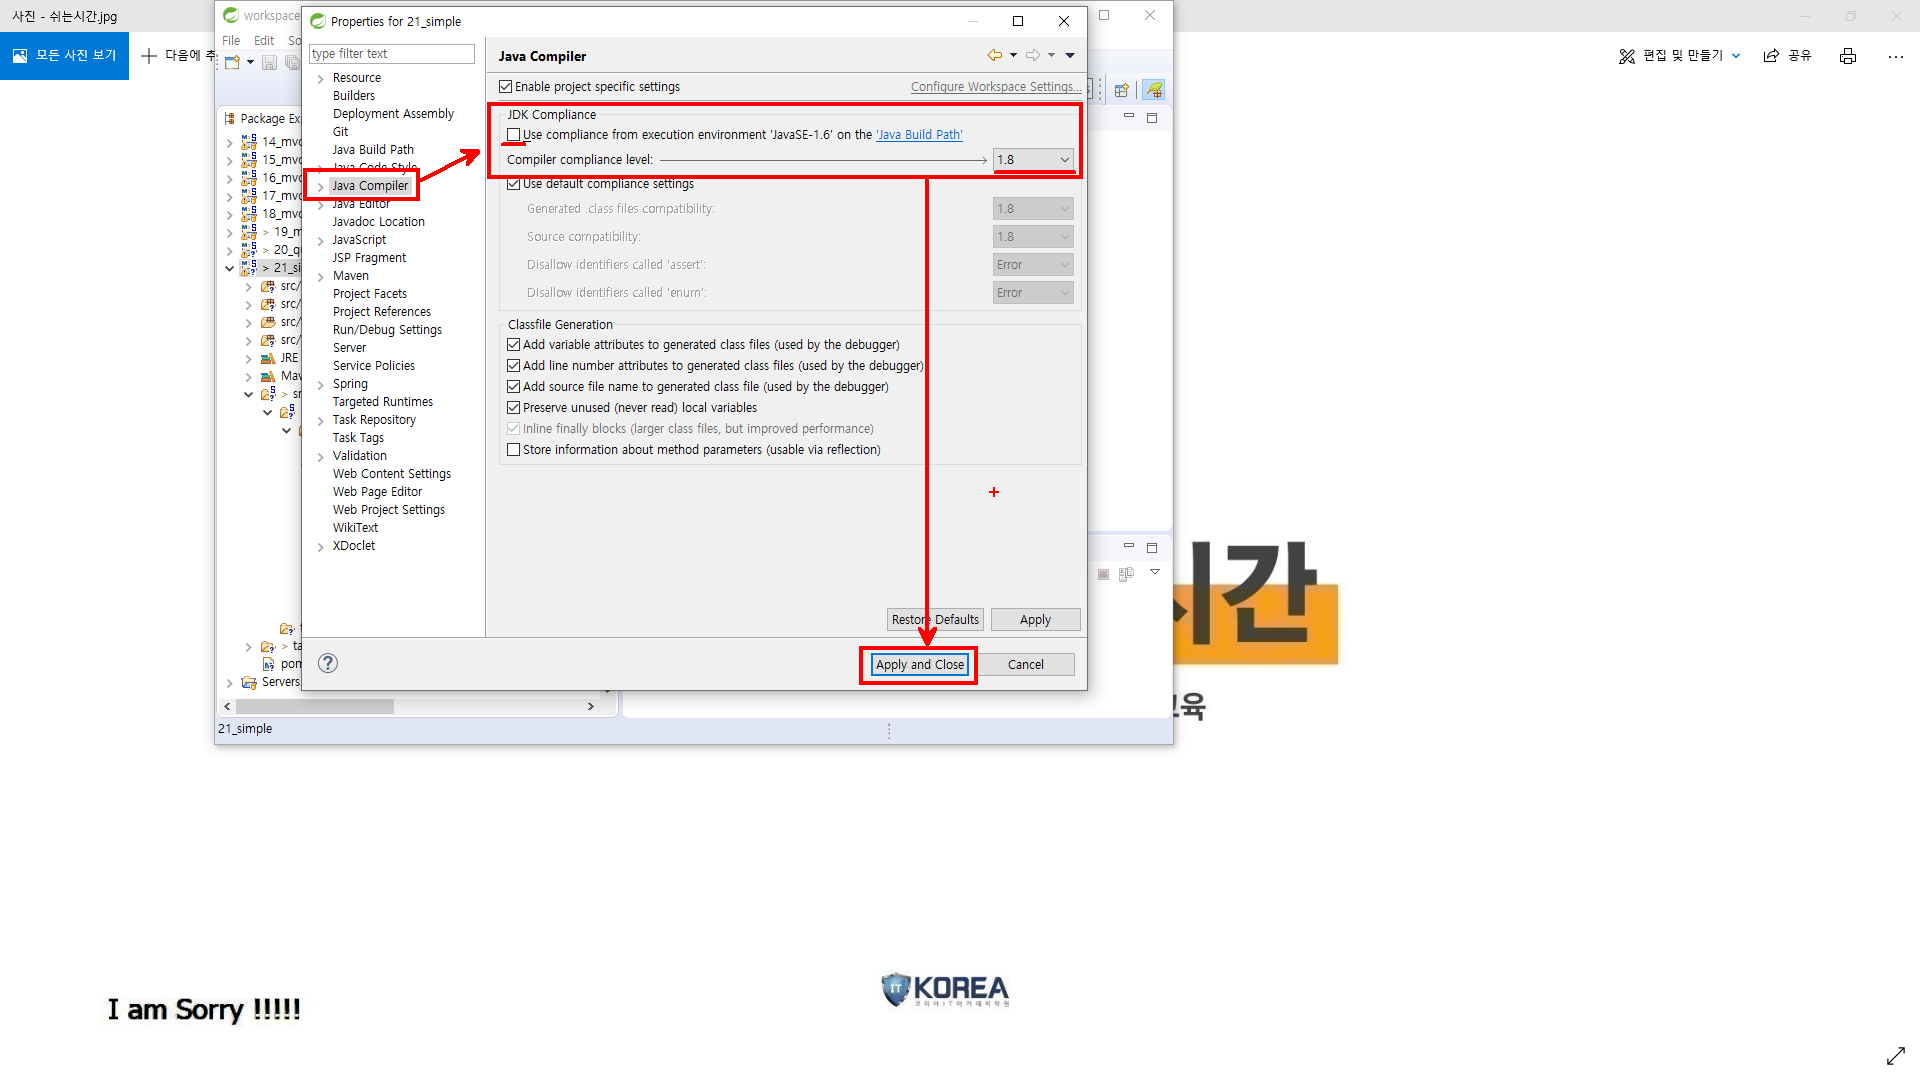 사진 - 쉬는시간.jpg
모든 사진 보기
다음에 추
편집 및 만들기
공유
workspace
File Edit So
Package Ex
14_mvc
15_mvc
16_mvc
17_mvc
18_mvc
> 19_m
> 20_q
> 21_si
src/
src/
src/
src/
JRE
Mav
> sr
> ta
pom
Servers
21_simple
Properties for 21_simple
type filter text
Resource
Builders
Deployment Assembly
Git
Java Build Path
Java Code Style
Java Compiler
Java Editor
Javadoc Location
JavaScript
JSP Fragment
Maven
Project Facets
Project References
Run/Debug Settings
Server
Service Policies
Spring
Targeted Runtimes
Task Repository
Task Tags
Validation
Web Content Settings
Web Page Editor
Web Project Settings
WikiText
XDoclet
Java Compiler
Enable project specific settings
Configure Workspace Settings...
JDK Compliance
Use compliance from execution environment 'JavaSE-1.6' on the 'Java Build Path'
Compiler compliance level: 1.8
Use default compliance settings
Generated .class files compatibility: 1.8
Source compatibility: 1.8
Disallow identifiers called 'assert': Error
Disallow identifiers called 'enum': Error
Classfile Generation
Add variable attributes to generated class files (used by the debugger)
Add line number attributes to generated class files (used by the debugger)
Add source file name to generated class file (used by the debugger)
Preserve unused (never read) local variables
Inline finally blocks (larger class files, but improved performance)
Store information about method parameters (usable via reflection)
Restore Defaults Apply
Apply and Close Cancel
시간
육
I am Sorry !!!!!
IT KOREA
코리아IT아카데미학원